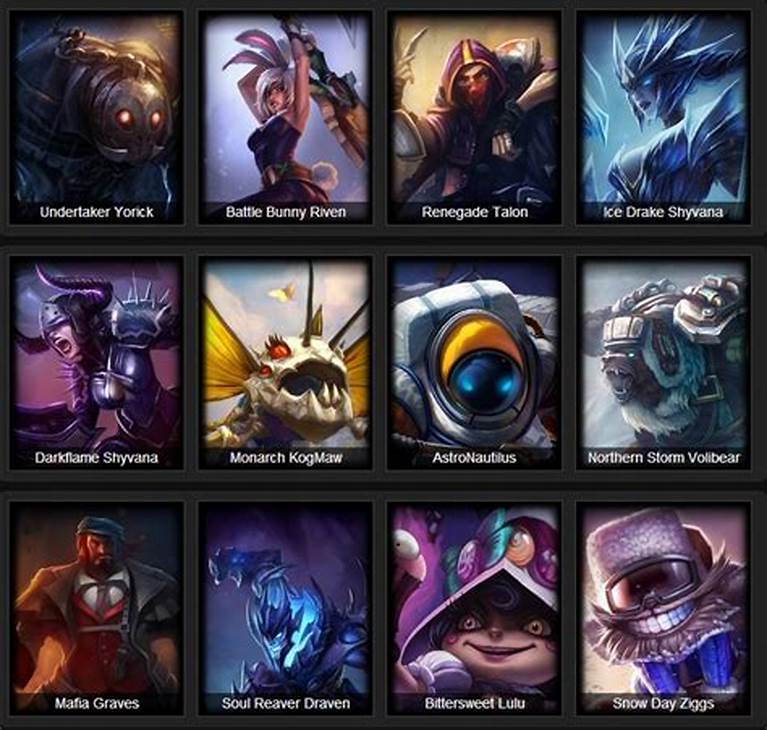 Undertaker Yorick
Battle Bunny Riven
Renegade Talon
Ice Drake Shyvana
Darkflame Shyvana
Monarch KogMaw
AstroNautilus
Northern Storm Volibear
Mafia Graves
Soul Reaver Draven
Bittersweet Lulu
Snow Day Ziggs